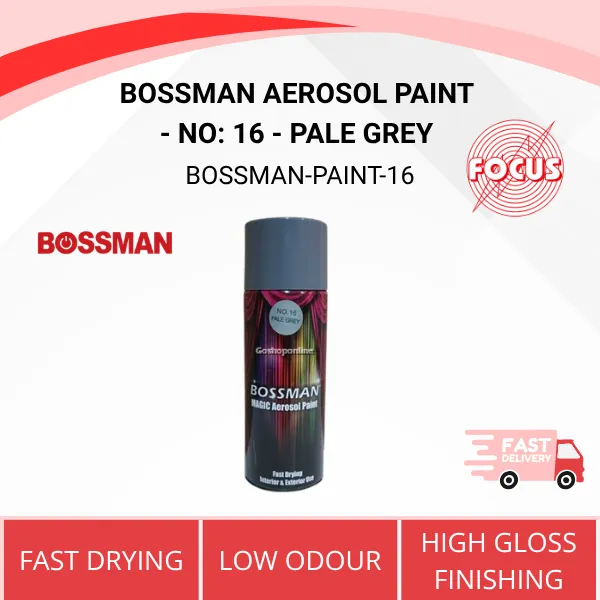 BOSSMAN AEROSOL PAINT
- NO: 16 - PALE GREY
BOSSMAN-PAINT-16
FOCUS
BOSSMAN
NO. 16
PALE GREY
Goshoponline
BOSSMAN
MAGIC Aerosol Paint
Fast Drying
Interior & Exterior Use
FAST
DELIVERY
FAST DRYING
LOW ODOUR
HIGH GLOSS
FINISHING